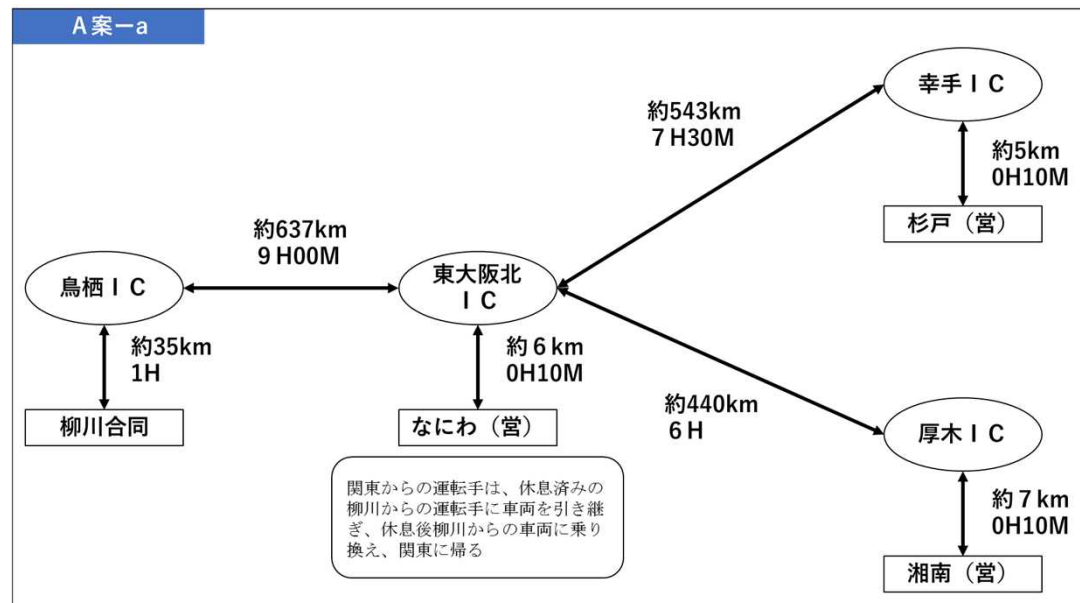 A案ーa
幸手ＩＣ
約543km
７H30M
約5km
0H10M
杉戸（営）
約637km
９H00M
鳥栖ＩＣ
東大阪北
ＩＣ
約35km
1H
約６km
0H10M
柳川合同
なにわ（営）
約440km
６H
厚木ＩＣ
関東からの運転手は、休息済みの
柳川からの運転手に車両を引き継
ぎ、休息後柳川からの車両に乗り
換え、関東に帰る
約７km
0H10M
湘南（営）